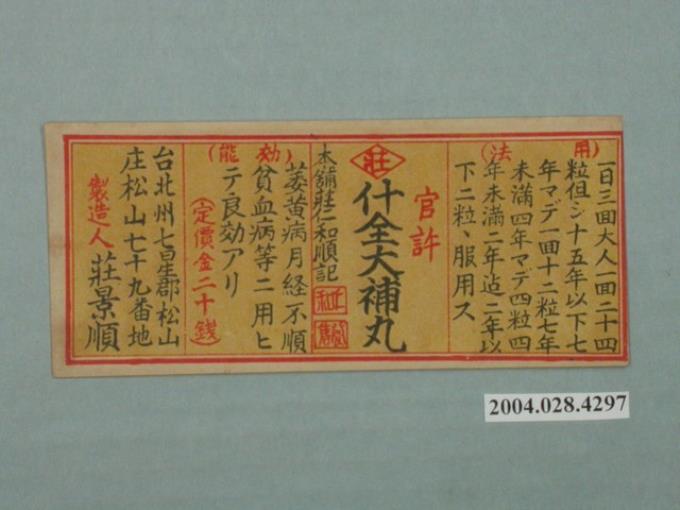 (用法)
一日三回大人一回二十四
粒但シ十五年以下七
年マデ一回十二粒七年
未滿四年マデ四粒四
年未滿二年迠二年以
下二粒、服用ス
官許
莊
什全大補丸
本舖莊仁和順記
(効能)
萎黄病月経不順
貧血病等ニ用ヒ
テ良効アリ
(定價金二十錢)
台北州七星郡松山
庄松山七十九番地
製造人
莊景順
2004.028.4297